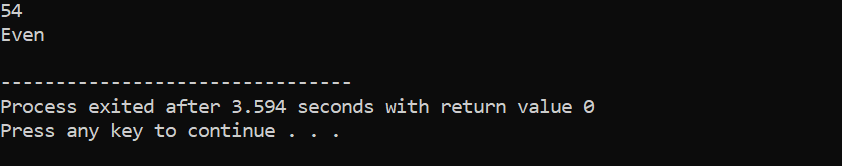 54
Even
--------------------------------
Process exited after 3.594 seconds with return value 0
Press any key to continue . . .